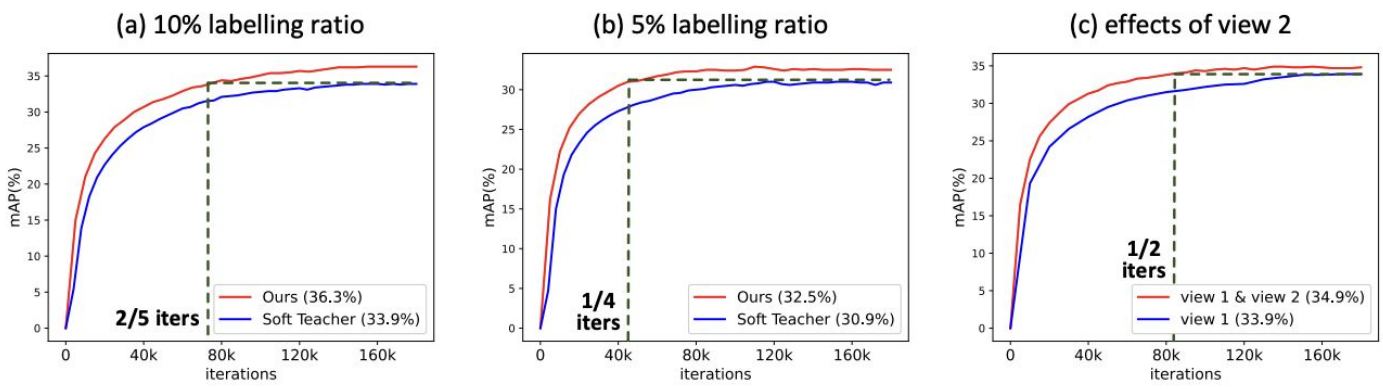 (a) 10% labelling ratio
mAP(%)
35
30
25
20
15
10
5
0
2/5 iters
Ours (36.3%)
Soft Teacher (33.9%)
0
40k
80k
120k
160k
iterations
(b) 5% labelling ratio
mAP(%)
30
25
20
15
10
5
0
1/4
iters
Ours (32.5%)
Soft Teacher (30.9%)
0
40k
80k
120k
160k
iterations
(c) effects of view 2
mAP(%)
35
30
25
20
15
10
5
0
1/2
iters
view 1 & view 2 (34.9%)
view 1 (33.9%)
0
40k
80k
120k
160k
iterations